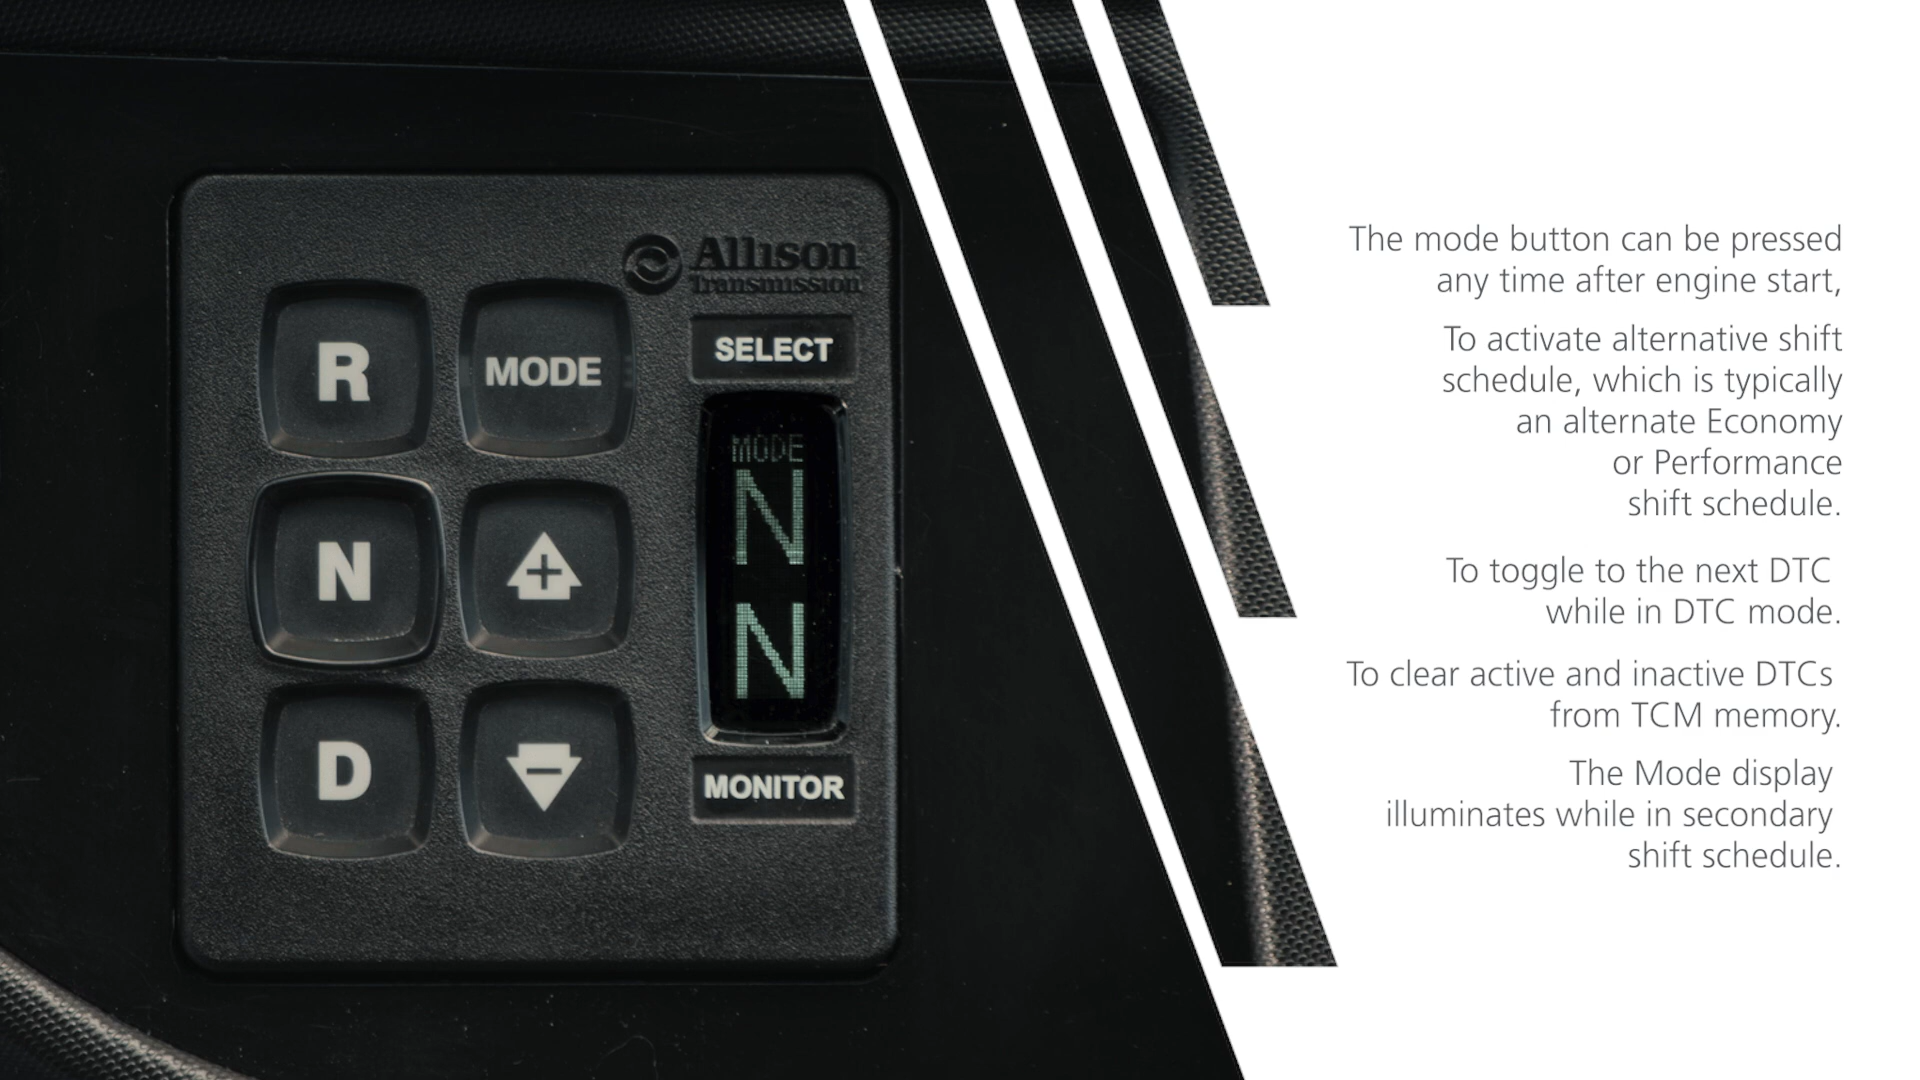 Allison
Transmission
SELECT
R
MODE
MODE
N
N
N
+
D
-
MONITOR
The mode button can be pressed
any time after engine start,
To activate alternative shift
schedule, which is typically
an alternate Economy
or Performance
shift schedule.
To toggle to the next DTC
while in DTC mode.
To clear active and inactive DTCs
from TCM memory.
The Mode display
illuminates while in secondary
shift schedule.